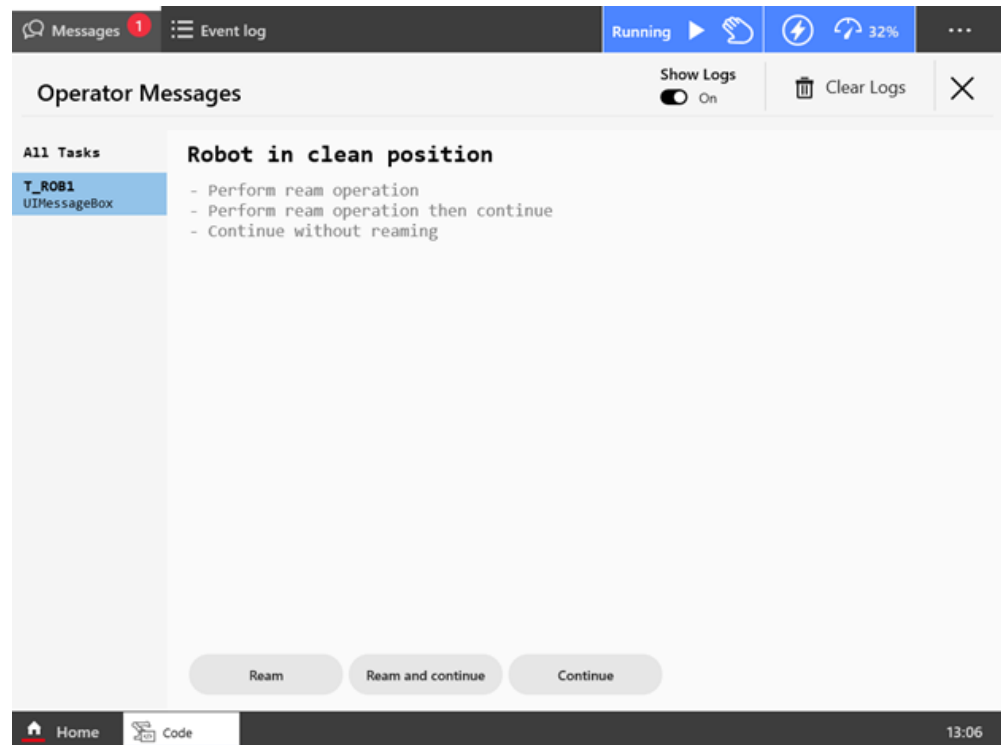 Messages 1 Event log Running 32% ...
Operator Messages Show Logs On Clear Logs
All Tasks
T_ROB1
UIMessageBox
Robot in clean position
- Perform ream operation
- Perform ream operation then continue
- Continue without reaming
Ream Ream and continue Continue
Home Code 13:06